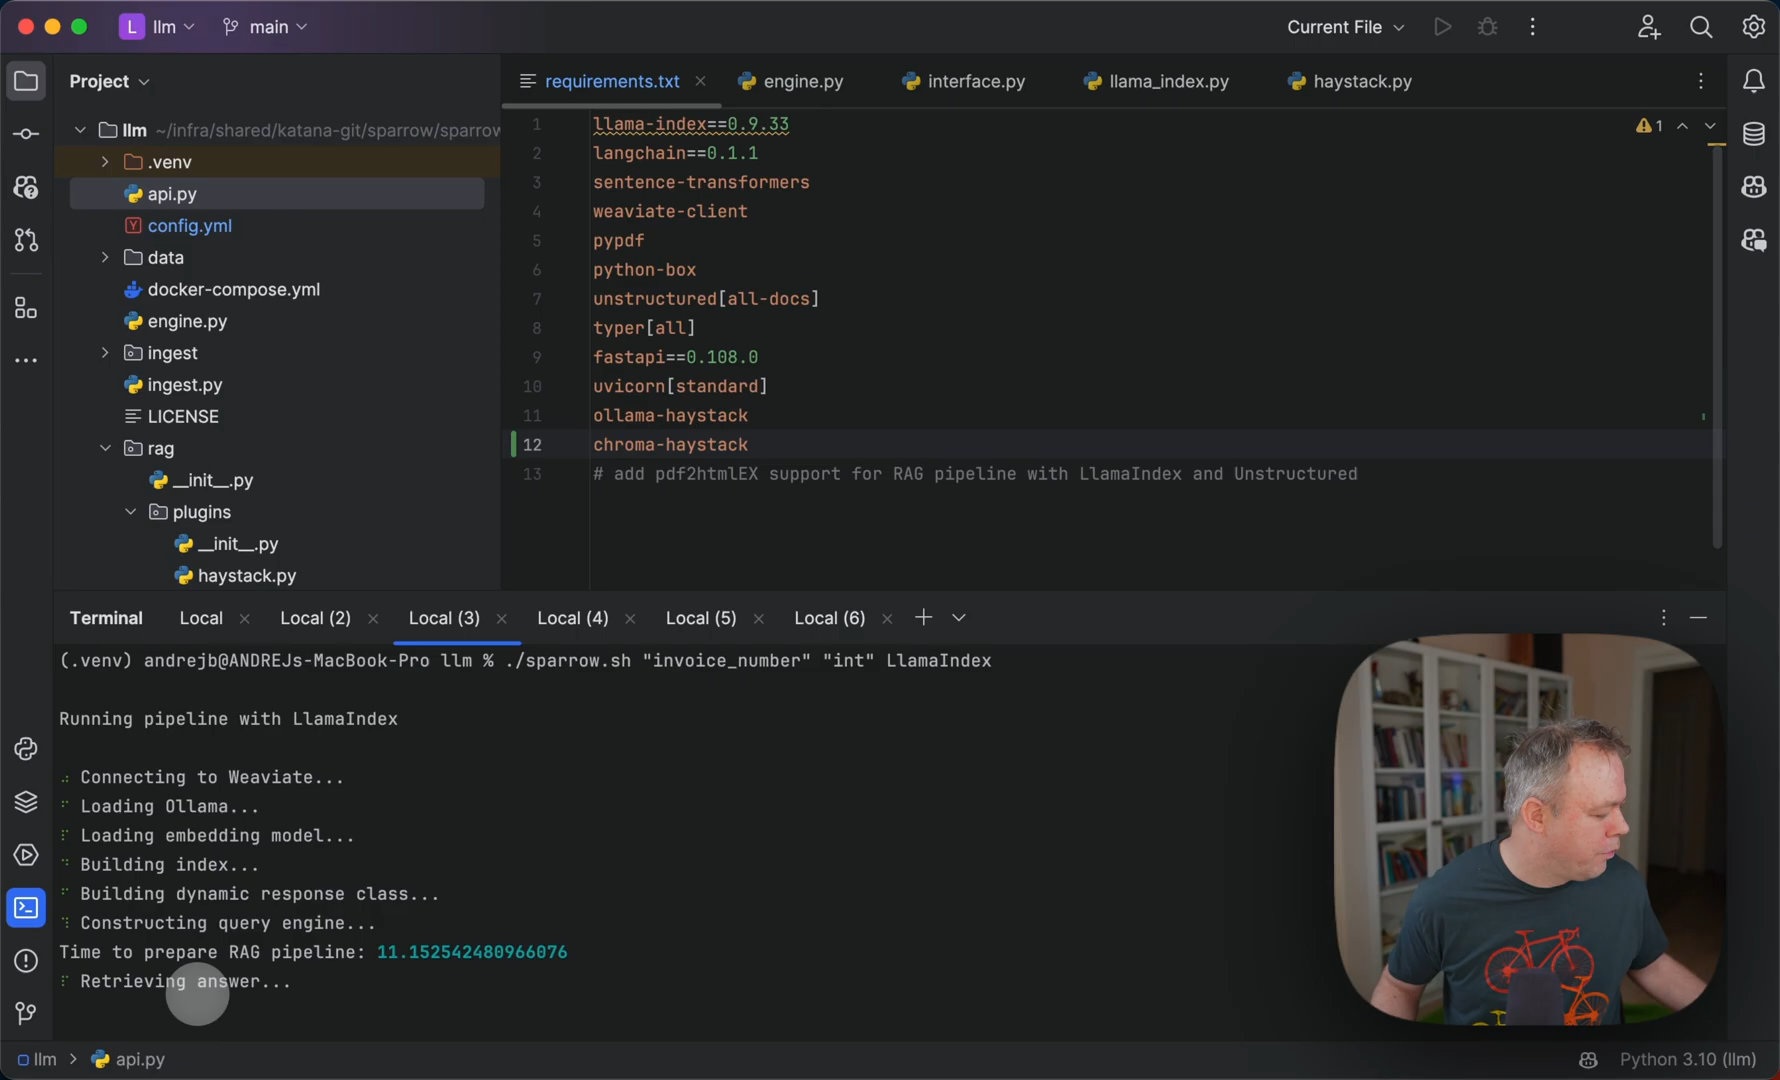 L llm main Current File
Project
requirements.txt engine.py interface.py llama_index.py haystack.py
llm ~/infra/shared/katana-git/sparrow/sparrow
.venv
api.py
config.yml
data
docker-compose.yml
engine.py
ingest
ingest.py
LICENSE
rag
__init__.py
plugins
__init__.py
haystack.py
1 llama-index==0.9.33
2 langchain==0.1.1
3 sentence-transformers
4 weaviate-client
5 pypdf
6 python-box
7 unstructured[all-docs]
8 typer[all]
9 fastapi==0.108.0
10 uvicorn[standard]
11 ollama-haystack
12 chroma-haystack
13 # add pdf2htmlEX support for RAG pipeline with LlamaIndex and Unstructured
1
Terminal Local Local (2) Local (3) Local (4) Local (5) Local (6)
(.venv) andrejb@ANDREJs-MacBook-Pro llm % ./sparrow.sh "invoice_number" "int" LlamaIndex
Running pipeline with LlamaIndex
Connecting to Weaviate...
Loading Ollama...
Loading embedding model...
Building index...
Building dynamic response class...
Constructing query engine...
Time to prepare RAG pipeline: 11.152542480966076
Retrieving answer...
llm > api.py
Python 3.10 (llm)